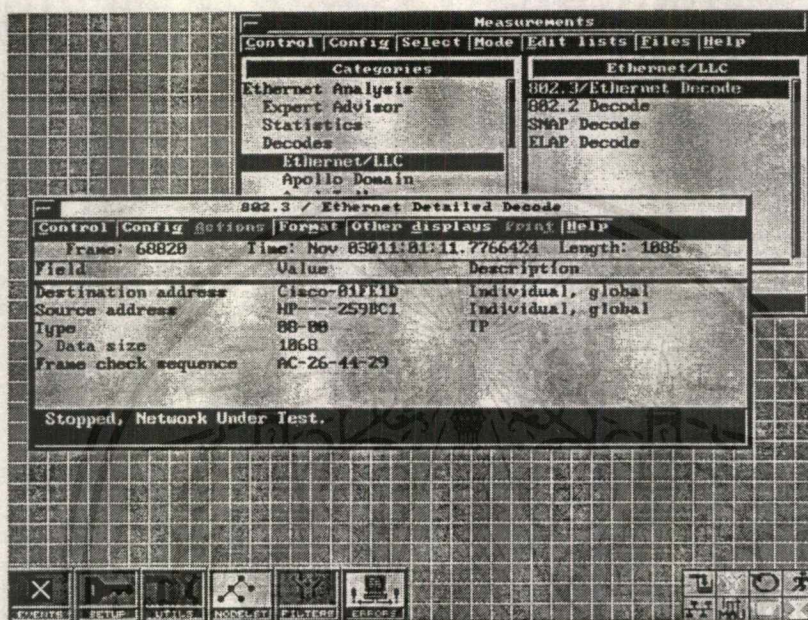 Measurements
Control Config Select Mode Edit lists Files Help
Categories
Ethernet/LLC
Ethernet Analysis
Expert Advisor
Statistics
Decodes
Ethernet/LLC
Apollo Domain
802.3/Ethernet Decode
802.2 Decode
SNAP Decode
ELAP Decode
802.3 / Ethernet Detailed Decode
Control Config Actions Format Other displays Print Help
Frame: 68820 Time: Nov 03@11:01:11.7766424 Length: 1086
Field Value Description
Destination address Cisco-01FE1D Individual, global
Source address HP----259BC1 Individual, global
Type 08-00 IP
> Data size 1068
Frame check sequence AC-26-44-29
Stopped, Network Under Test.
EVENTS SETUP UTILS NODELST FILTERS ERRORS